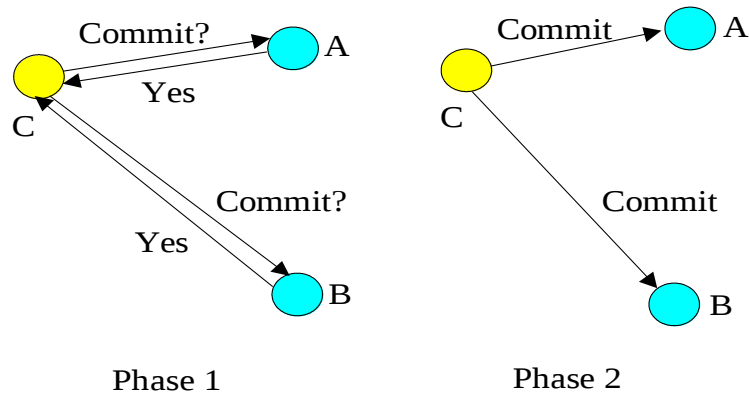 Commit?
A
Yes
C
Commit?
Yes
B
Phase 1
Commit
A
C
Commit
B
Phase 2